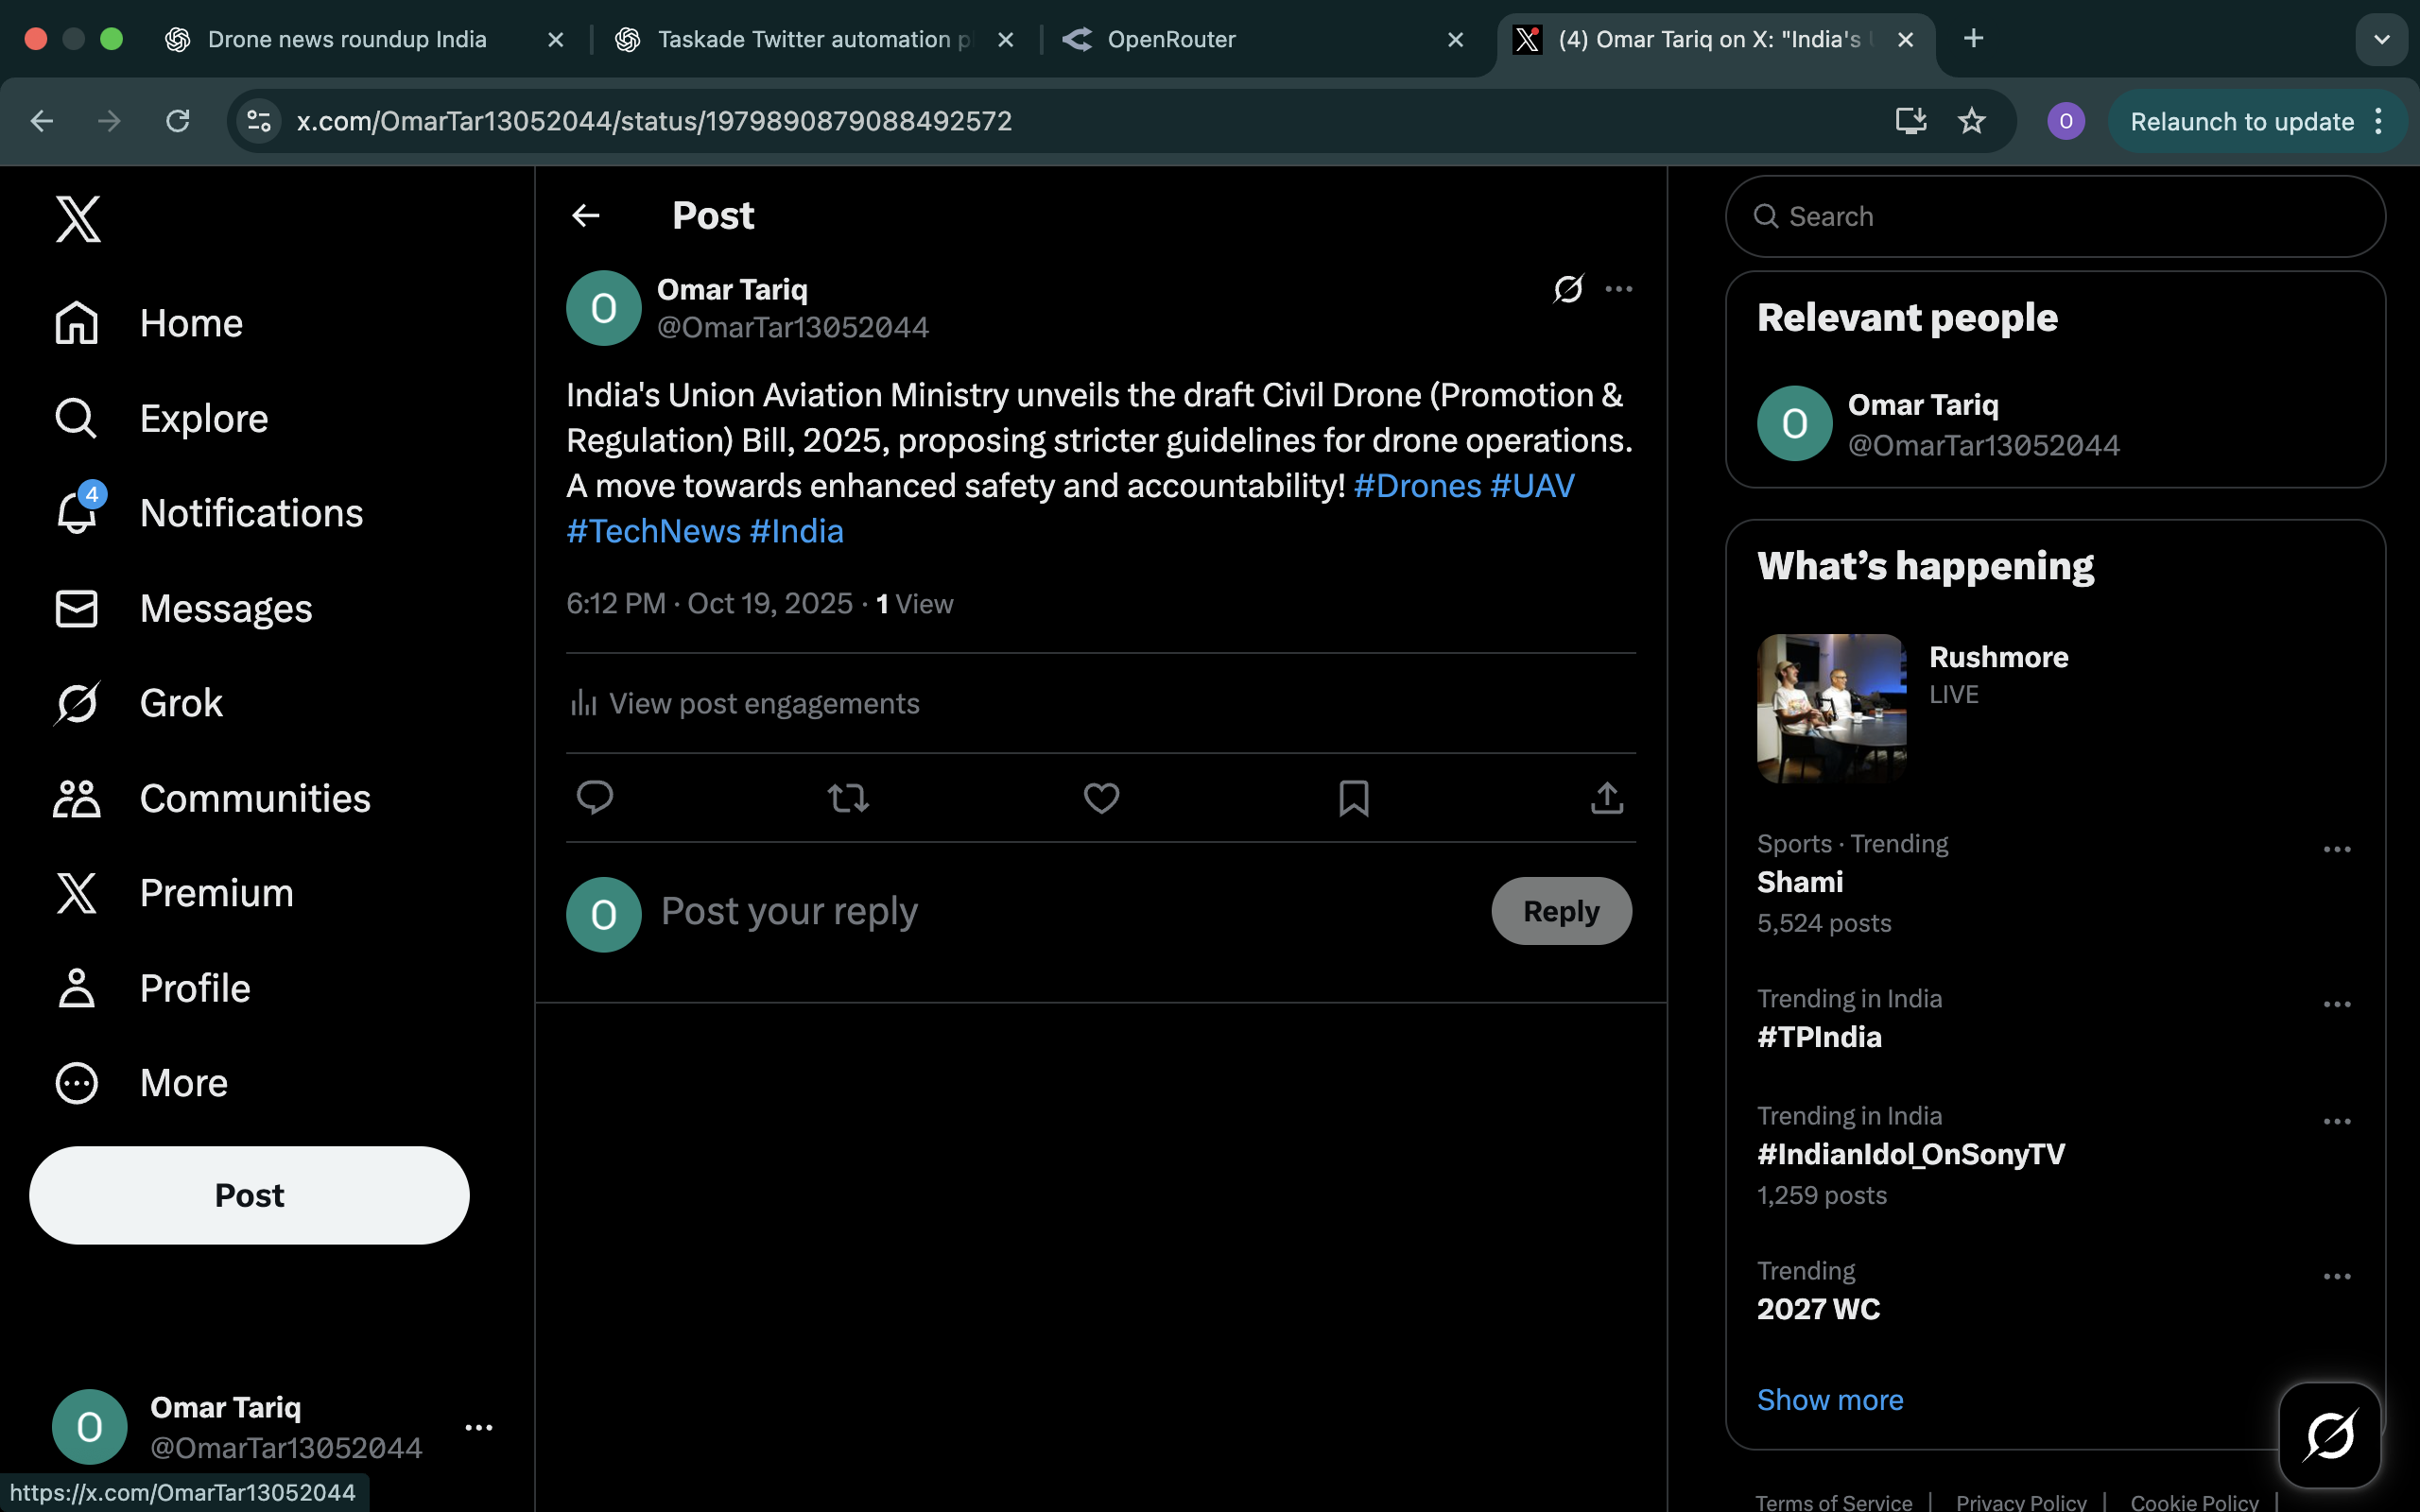 Drone news roundup India
Taskade Twitter automation p
OpenRouter
(4) Omar Tariq on X: "India's
x.com/OmarTar13052044/status/1979890879088492572
O
Relaunch to update
Home
Explore
4
Notifications
Messages
Grok
Communities
Premium
Profile
More
Post
O
Omar Tariq
@OmarTar13052044
https://x.com/OmarTar13052044
Post
O
Omar Tariq
@OmarTar13052044
India's Union Aviation Ministry unveils the draft Civil Drone (Promotion &
Regulation) Bill, 2025, proposing stricter guidelines for drone operations.
A move towards enhanced safety and accountability! #Drones #UAV
#TechNews #India
6:12 PM · Oct 19, 2025 · 1 View
View post engagements
O
Post your reply
Reply
Search
Relevant people
O
Omar Tariq
@OmarTar13052044
What’s happening
Rushmore
LIVE
Sports · Trending
Shami
5,524 posts
Trending in India
#TPIndia
Trending in India
#IndianIdol_OnSonyTV
1,259 posts
Trending
2027 WC
Show more
Terms of Service | Privacy Policy | Cookie Policy |